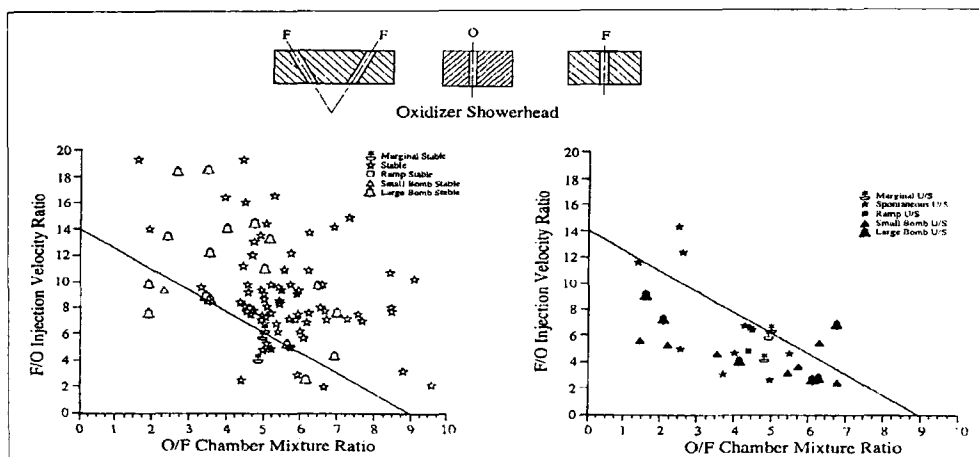 F F O F
Oxidizer Showerhead
F/O Injection Velocity Ratio
20
18
16
14
12
10
8
6
4
2
0
Marginal Stable
Stable
Ramp Stable
Small Bomb Stable
Large Bomb Stable
0 1 2 3 4 5 6 7 8 9 10
O/F Chamber Mixture Ratio
F/O Injection Velocity Ratio
20
18
16
14
12
10
8
6
4
2
0
Marginal U/S
Spontaneous U/S
Ramp U/S
Small Bomb U/S
Large Bomb U/S
0 1 2 3 4 5 6 7 8 9 10
O/F Chamber Mixture Ratio